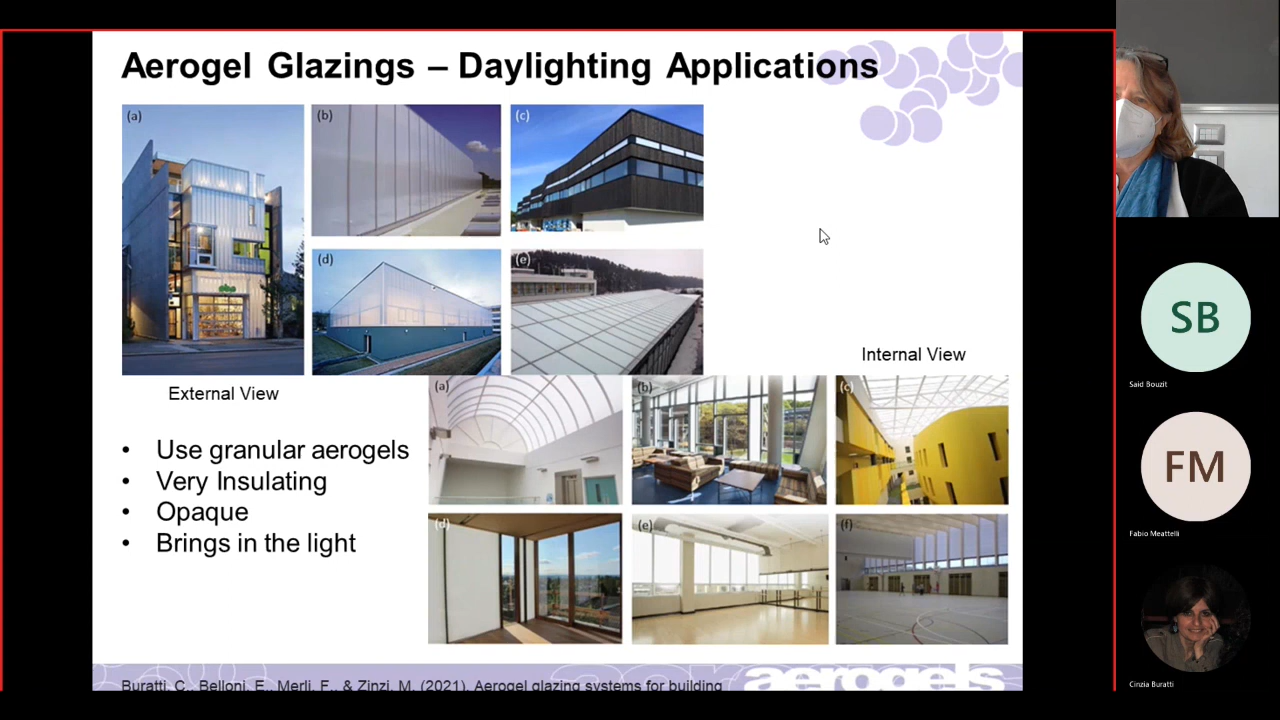 Aerogel Glazings – Daylighting Applications
(a)
(b)
(c)
(d)
(e)
External View
Internal View
• Use granular aerogels
• Very Insulating
• Opaque
• Brings in the light
(a)
(b)
(c)
(d)
(e)
(f)
Buratti, C., Belloni, E., Merli, F., & Zinzi, M. (2021). Aerogel glazing systems for building
aerogels
SB
Said Bouzit
FM
Fabio Meattelli
Cinzia Buratti